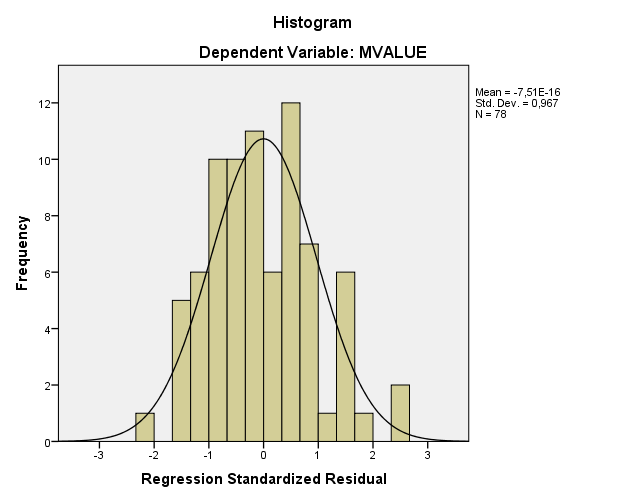 Histogram
Dependent Variable: MVALUE
Mean = -7,51E-16
Std. Dev. = 0,967
N = 78
Frequency
12
10
8
6
4
2
0
-3 -2 -1 0 1 2 3
Regression Standardized Residual